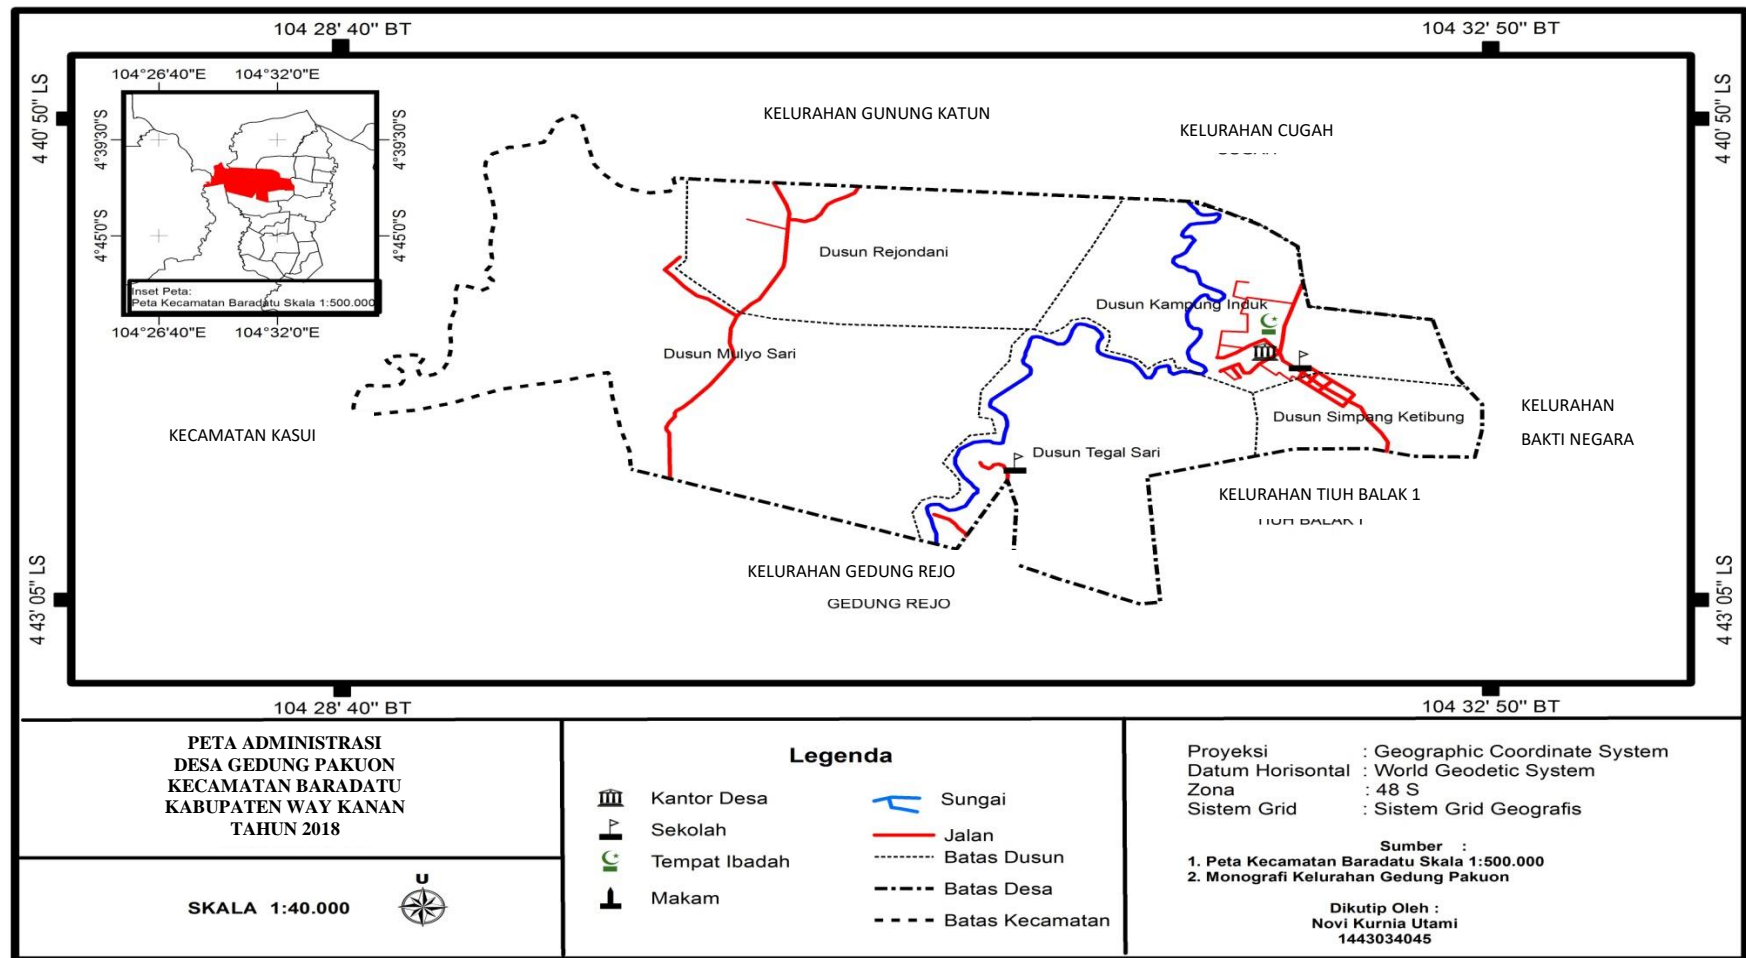 104 28' 40" BT
104 32' 50" BT
4 40' 50" LS
4 40' 50" LS
104°26'40"E
104°32'0"E
4°39'30"S
4°39'30"S
4°45'0"S
4°45'0"S
Inset Peta:
Peta Kecamatan Baradatu Skala 1:500.000
104°26'40"E
104°32'0"E
KELURAHAN GUNUNG KATUN
KELURAHAN CUGAH
Dusun Rejondani
Dusun Kampung Induk
Dusun Mulyo Sari
Dusun Simpang Ketibung
KELURAHAN
BAKTI NEGARA
KECAMATAN KASUI
Dusun Tegal Sari
KELURAHAN TIUH BALAK 1
TIUH BALAK I
KELURAHAN GEDUNG REJO
GEDUNG REJO
4 43' 05" LS
4 43' 05" LS
104 28' 40" BT
104 32' 50" BT
PETA ADMINISTRASI
DESA GEDUNG PAKUON
KECAMATAN BARADATU
KABUPATEN WAY KANAN
TAHUN 2018
SKALA 1:40.000
U
Legenda
Kantor Desa
Sekolah
Tempat Ibadah
Makam
Sungai
Jalan
Batas Dusun
Batas Desa
Batas Kecamatan
Proyeksi : Geographic Coordinate System
Datum Horisontal : World Geodetic System
Zona : 48 S
Sistem Grid : Sistem Grid Geografis
Sumber :
1. Peta Kecamatan Baradatu Skala 1:500.000
2. Monografi Kelurahan Gedung Pakuon
Dikutip Oleh :
Novi Kurnia Utami
1443034045